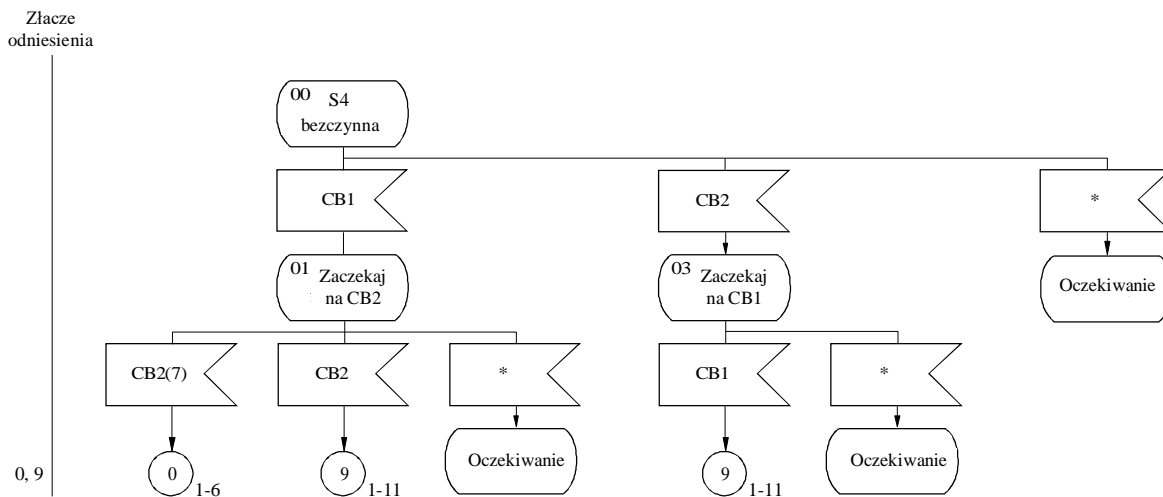 Złacze
odniesienia
00 S4
bezczynna
CB1
CB2
*
01 Zaczekaj
na CB2
03 Zaczekaj
na CB1
Oczekiwanie
CB2(7)
CB2
*
CB1
*
Oczekiwanie
Oczekiwanie
0, 9
0
1-6
9
1-11
9
1-11